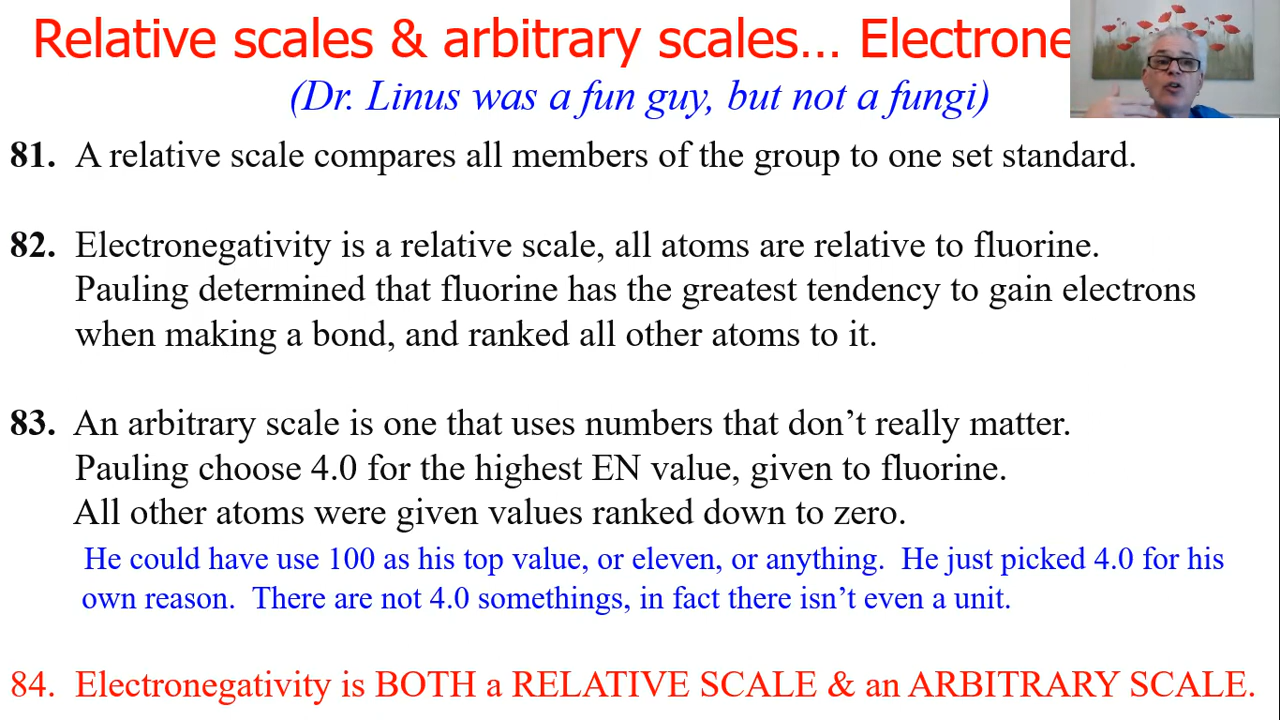 Relative scales & arbitrary scales… Electrone
(Dr. Linus was a fun guy, but not a fungi)
81. A relative scale compares all members of the group to one set standard.
82. Electronegativity is a relative scale, all atoms are relative to fluorine.
Pauling determined that fluorine has the greatest tendency to gain electrons
when making a bond, and ranked all other atoms to it.
83. An arbitrary scale is one that uses numbers that don’t really matter.
Pauling choose 4.0 for the highest EN value, given to fluorine.
All other atoms were given values ranked down to zero.
He could have use 100 as his top value, or eleven, or anything. He just picked 4.0 for his
own reason. There are not 4.0 somethings, in fact there isn’t even a unit.
84. Electronegativity is BOTH a RELATIVE SCALE & an ARBITRARY SCALE.